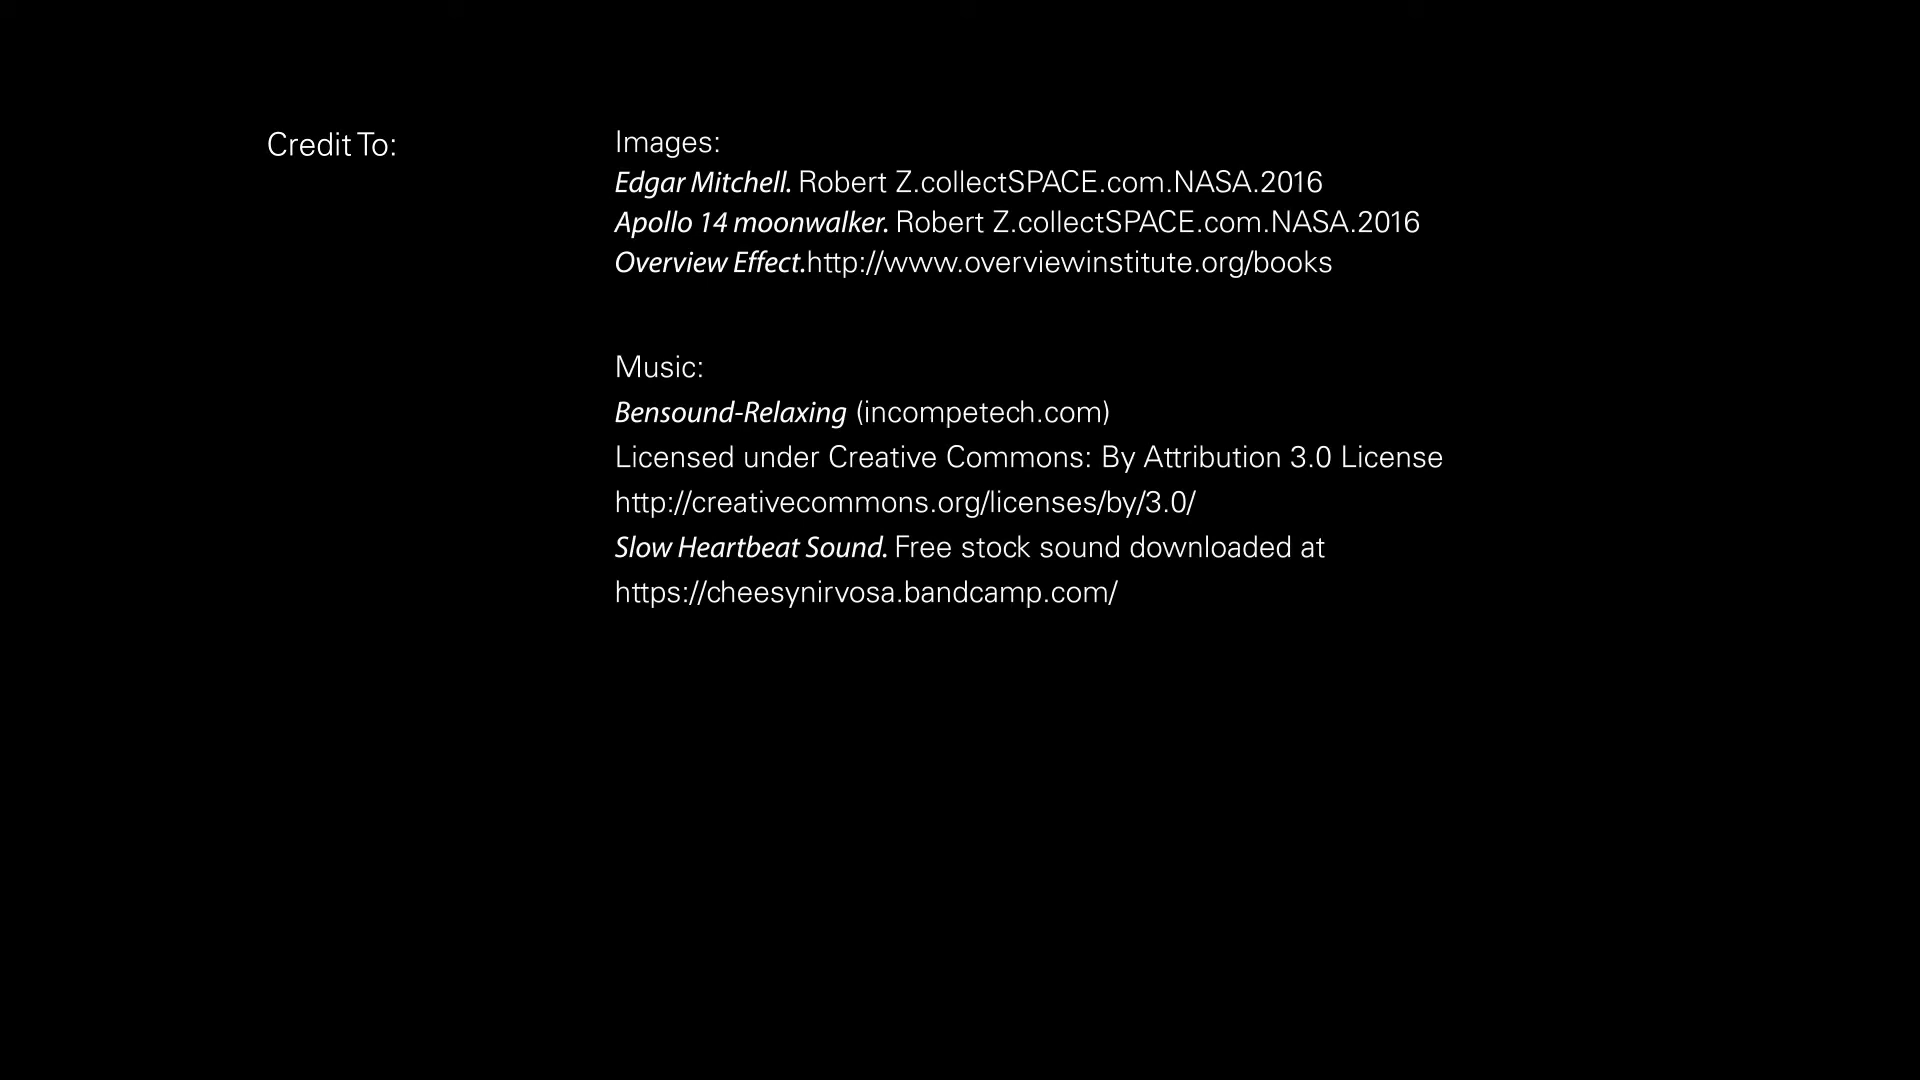 Credit To:
Images:
Edgar Mitchell. Robert Z.collectSPACE.com.NASA.2016
Apollo 14 moonwalker. Robert Z.collectSPACE.com.NASA.2016
Overview Effect.http://www.overviewinstitute.org/books
Music:
Bensound-Relaxing (incompetech.com)
Licensed under Creative Commons: By Attribution 3.0 License
http://creativecommons.org/licenses/by/3.0/
Slow Heartbeat Sound. Free stock sound downloaded at
https://cheesynirvosa.bandcamp.com/